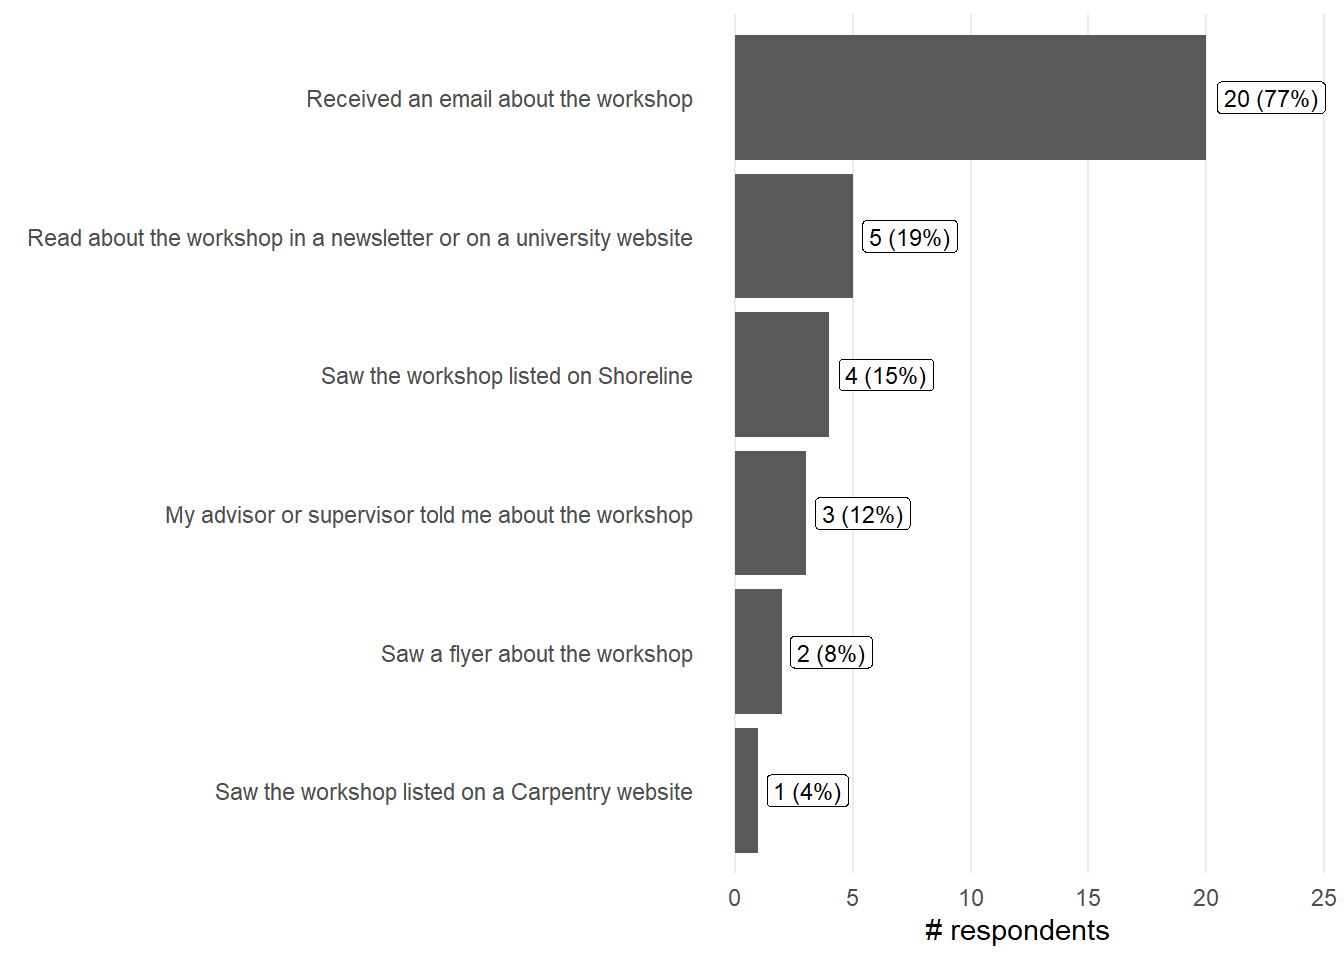 Received an email about the workshop
20 (77%)
Read about the workshop in a newsletter or on a university website
5 (19%)
Saw the workshop listed on Shoreline
4 (15%)
My advisor or supervisor told me about the workshop
3 (12%)
Saw a flyer about the workshop
2 (8%)
Saw the workshop listed on a Carpentry website
1 (4%)
0 5 10 15 20 25
# respondents